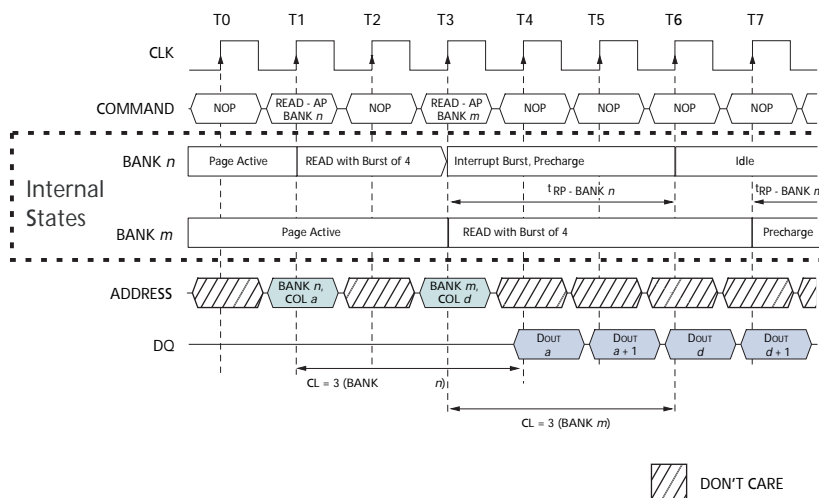 T0 T1 T2 T3 T4 T5 T6 T7
CLK
COMMAND NOP READ - AP BANK n NOP READ - AP BANK m NOP NOP NOP NOP
Internal States
BANK n Page Active READ with Burst of 4 Interrupt Burst, Precharge Idle
tRP - BANK n tRP - BANK m
BANK m Page Active READ with Burst of 4 Precharge
ADDRESS BANK n, COL a BANK m, COL d
DQ DOUT a DOUT a + 1 DOUT d DOUT d + 1
CL = 3 (BANK n)
CL = 3 (BANK m)
DON'T CARE